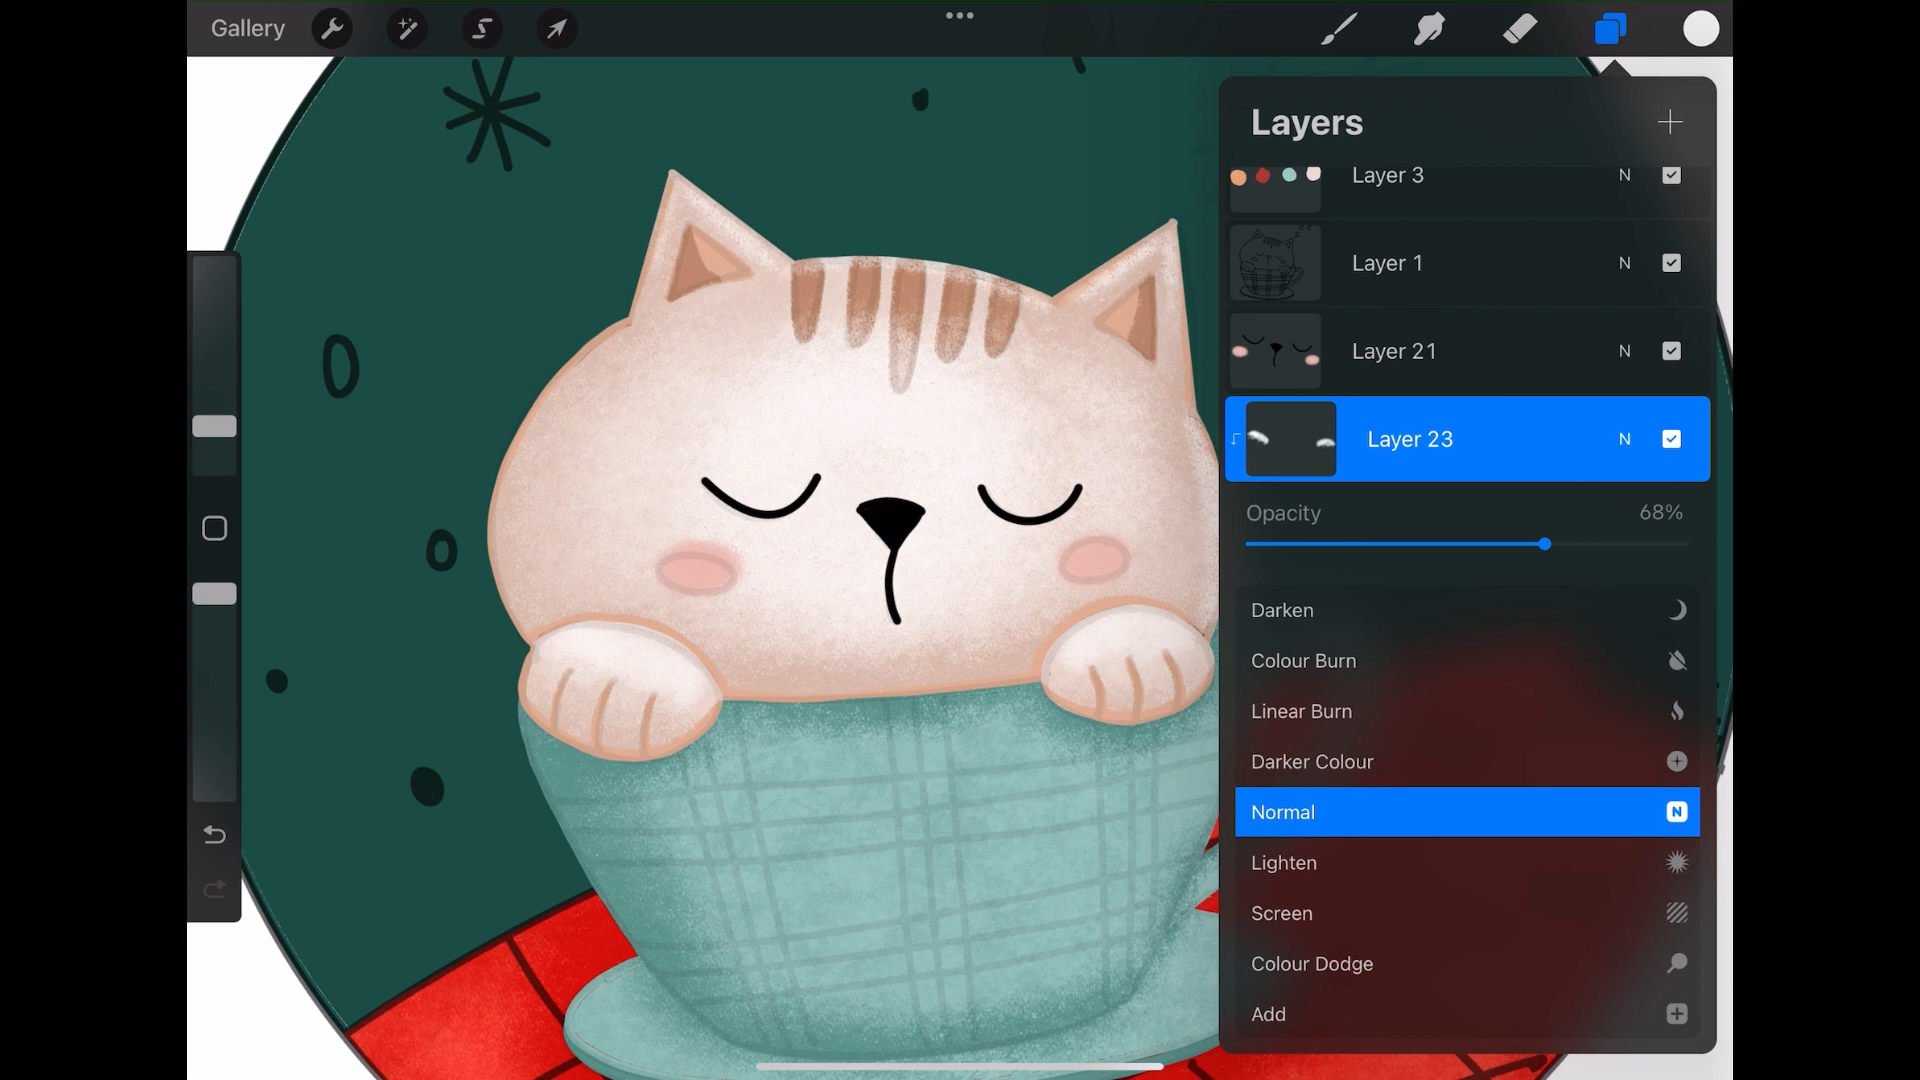 Gallery
Layers
Layer 3 N
Layer 1 N
Layer 21 N
Layer 23 N
Opacity 68%
Darken
Colour Burn
Linear Burn
Darker Colour
Normal N
Lighten
Screen
Colour Dodge
Add